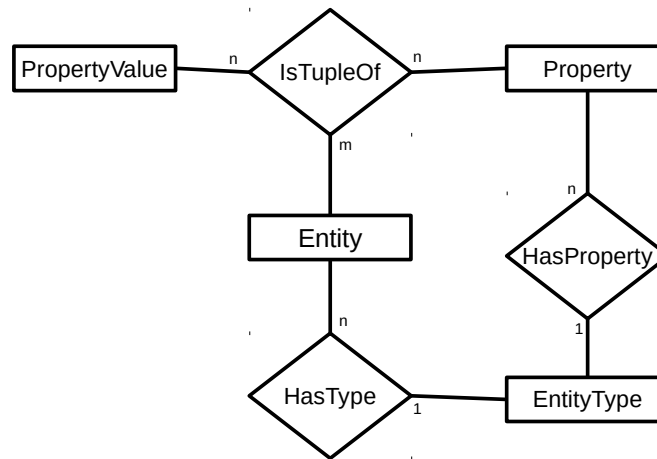 n
n
PropertyValue
IsTupleOf
Property
m
n
Entity
HasProperty
n
1
HasType
1
EntityType